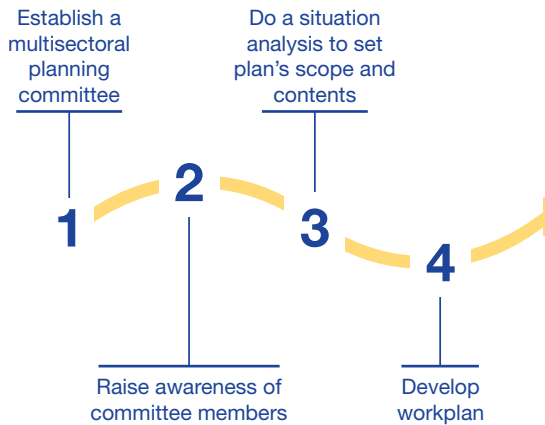 Establish a
multisectoral
planning
committee
Do a situation
analysis to set
plan's scope and
contents
1
2
3
4
Raise awareness of
committee members
Develop
workplan